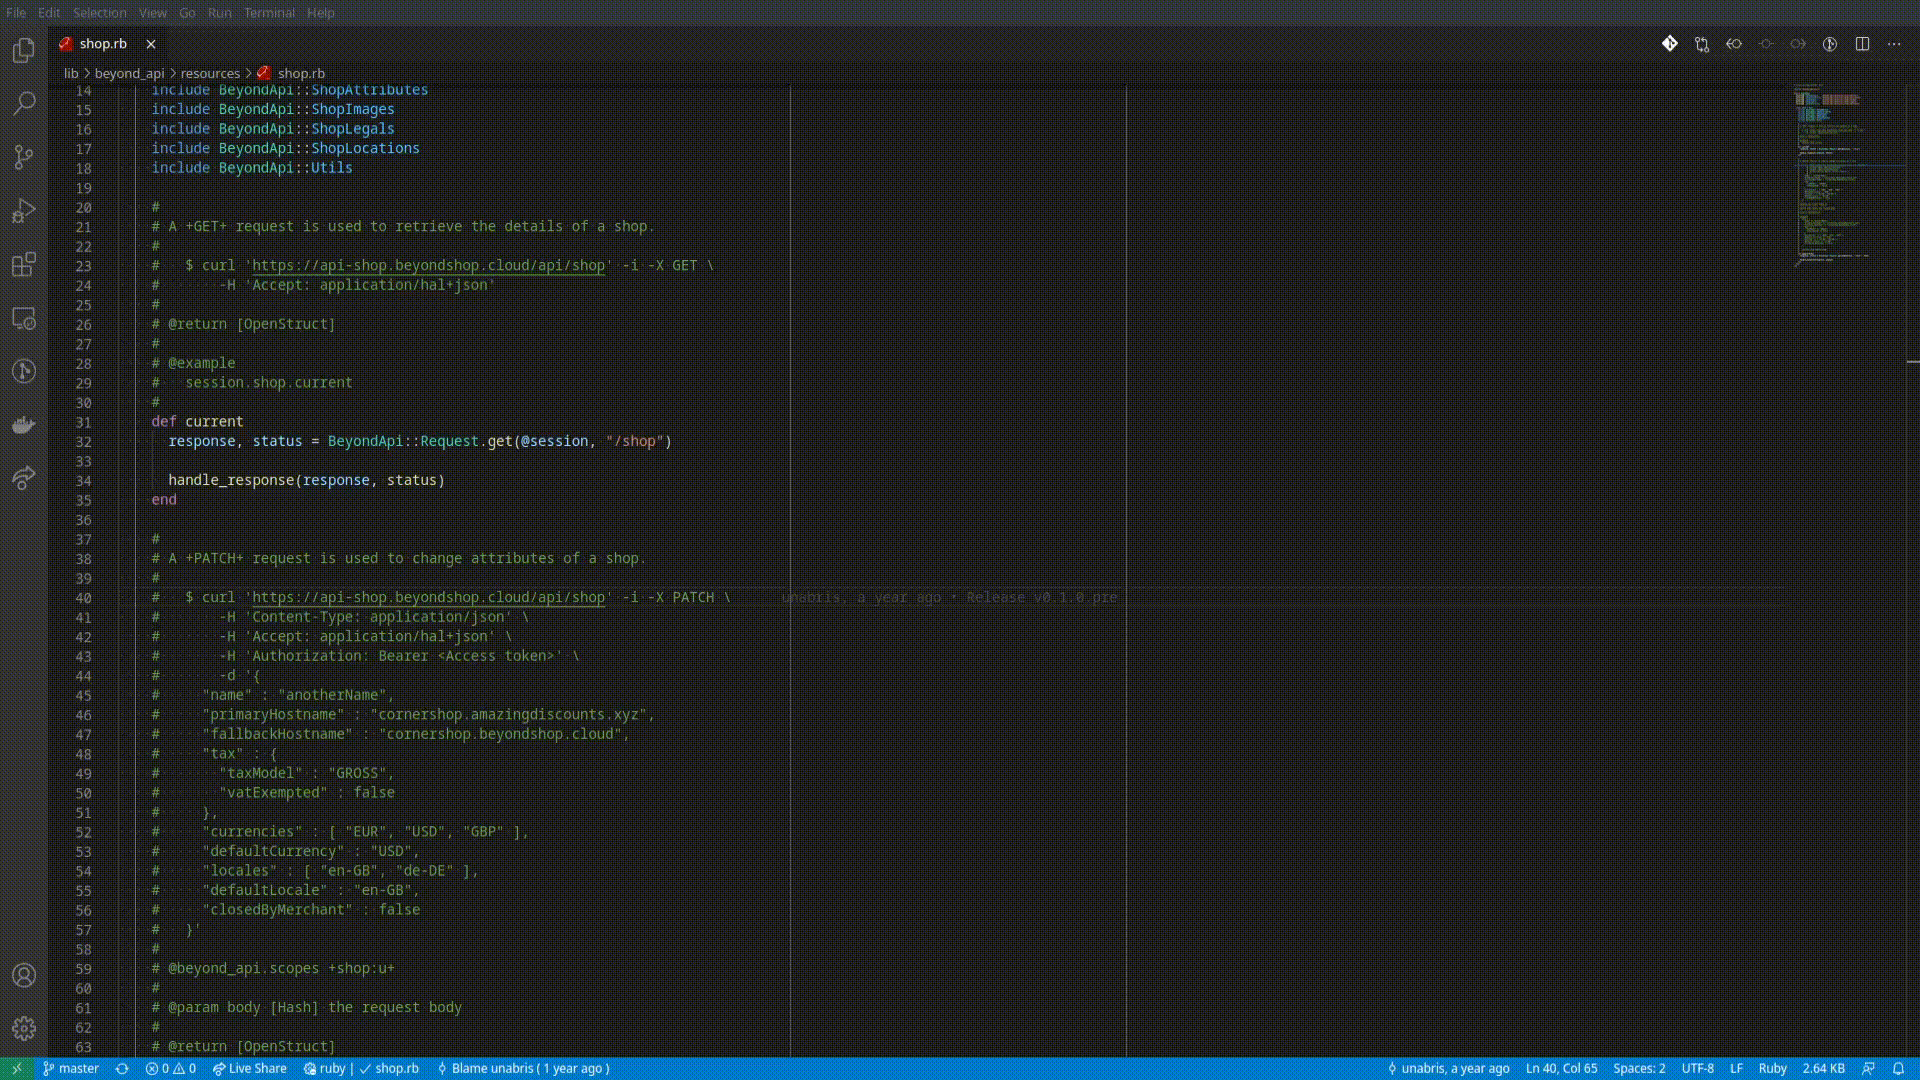 File Edit Selection View Go Run Terminal Help
shop.rb
lib > beyond_api > resources > shop.rb
14 include BeyondApi::ShopAttributes
15 include BeyondApi::ShopImages
16 include BeyondApi::ShopLegals
17 include BeyondApi::ShopLocations
18 include BeyondApi::Utils
19
20 #
21 # A +GET+ request is used to retrieve the details of a shop.
22 #
23 #   $ curl 'https://api-shop.beyondshop.cloud/api/shop' -i -X GET \
24 #       -H 'Accept: application/hal+json'
25 #
26 # @return [OpenStruct]
27 #
28 # @example
29 #   session.shop.current
30 #
31 def current
32   response, status = BeyondApi::Request.get(@session, "/shop")
33
34   handle_response(response, status)
35 end
36
37 #
38 # A +PATCH+ request is used to change attributes of a shop.
39 #
40 #   $ curl 'https://api-shop.beyondshop.cloud/api/shop' -i -X PATCH \ unabris, a year ago • Release v0.1.0.pre
41 #       -H 'Content-Type: application/json' \
42 #       -H 'Accept: application/hal+json' \
43 #       -H 'Authorization: Bearer <Access token>' \
44 #       -d '{
45 #     "name" : "anotherName",
46 #     "primaryHostname" : "cornershop.amazingdiscounts.xyz",
47 #     "fallbackHostname" : "cornershop.beyondshop.cloud",
48 #     "tax" : {
49 #       "taxModel" : "GROSS",
50 #       "vatExempted" : false
51 #     },
52 #     "currencies" : [ "EUR", "USD", "GBP" ],
53 #     "defaultCurrency" : "USD",
54 #     "locales" : [ "en-GB", "de-DE" ],
55 #     "defaultLocale" : "en-GB",
56 #     "closedByMerchant" : false
57 #   }'
58 #
59 # @beyond_api.scopes +shop:u+
60 #
61 # @param body [Hash] the request body
62 #
63 # @return [OpenStruct]
master 0 0 Live Share ruby | ✓ shop.rb Blame unabris ( 1 year ago ) unabris, a year ago Ln 40, Col 65 Spaces: 2 UTF-8 LF Ruby 2.64 KB